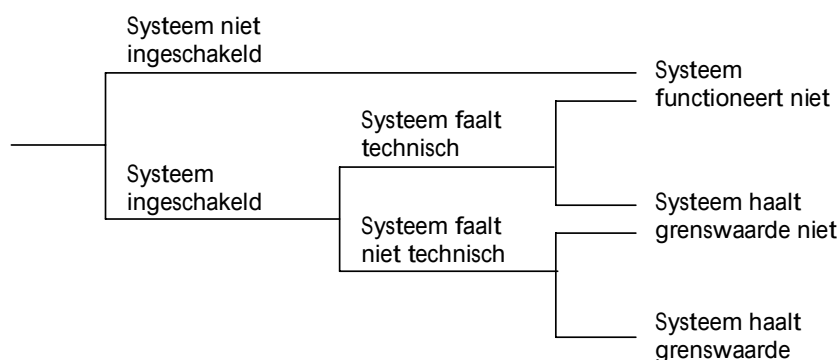 Systeem niet
ingeschakeld
Systeem
functioneert niet
Systeem faalt
technisch
Systeem
ingeschakeld
Systeem haalt
grenswaarde niet
Systeem faalt
niet technisch
Systeem haalt
grenswaarde